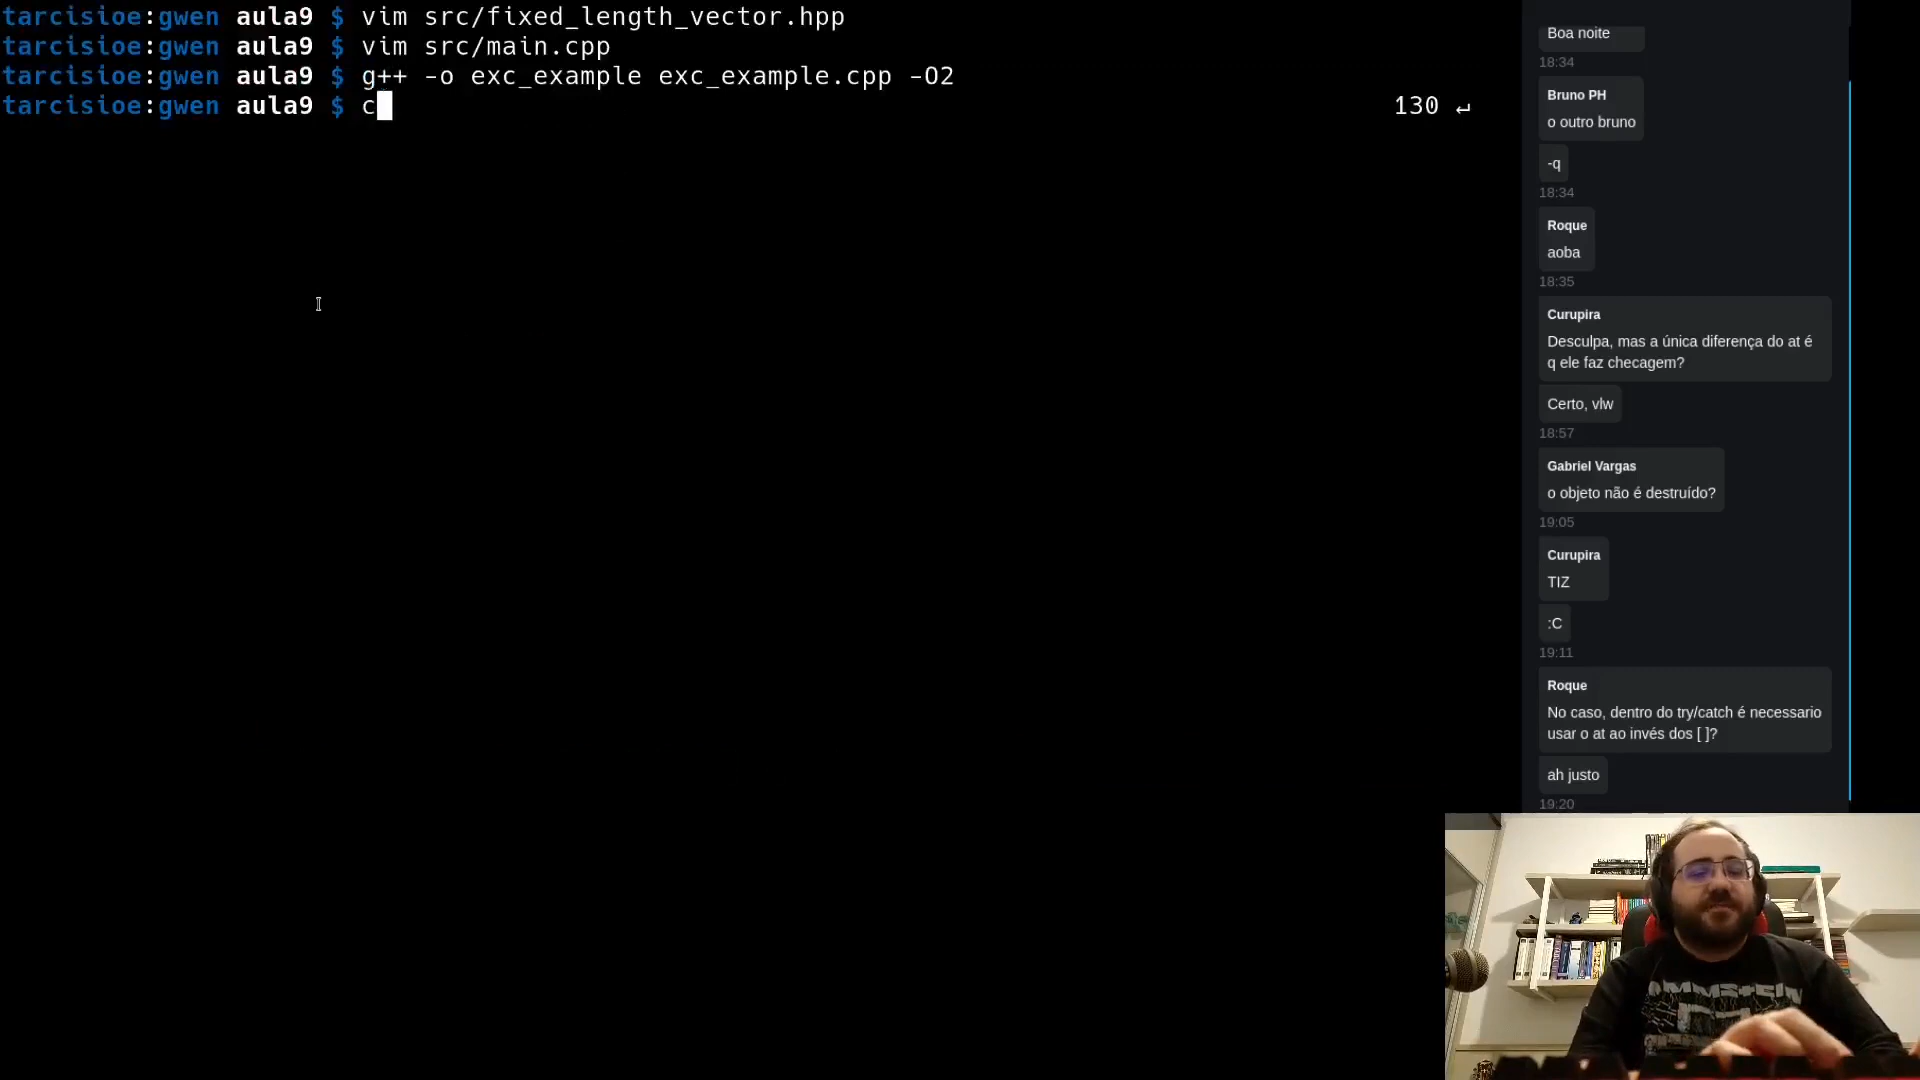 tarcisioe:gwen aula9 $ vim src/fixed_length_vector.hpp
tarcisioe:gwen aula9 $ vim src/main.cpp
tarcisioe:gwen aula9 $ g++ -o exc_example exc_example.cpp -O2
tarcisioe:gwen aula9 $ c 130 ↵
Boa noite
18:34
Bruno PH
o outro bruno
-q
18:34
Roque
aoba
18:35
Curupira
Desculpa, mas a única diferença do at é
q ele faz checagem?
Certo, vlw
18:57
Gabriel Vargas
o objeto não é destruído?
19:05
Curupira
TIZ
:C
19:11
Roque
No caso, dentro do try/catch é necessario
usar o at ao invés dos [ ]?
ah justo
19:20